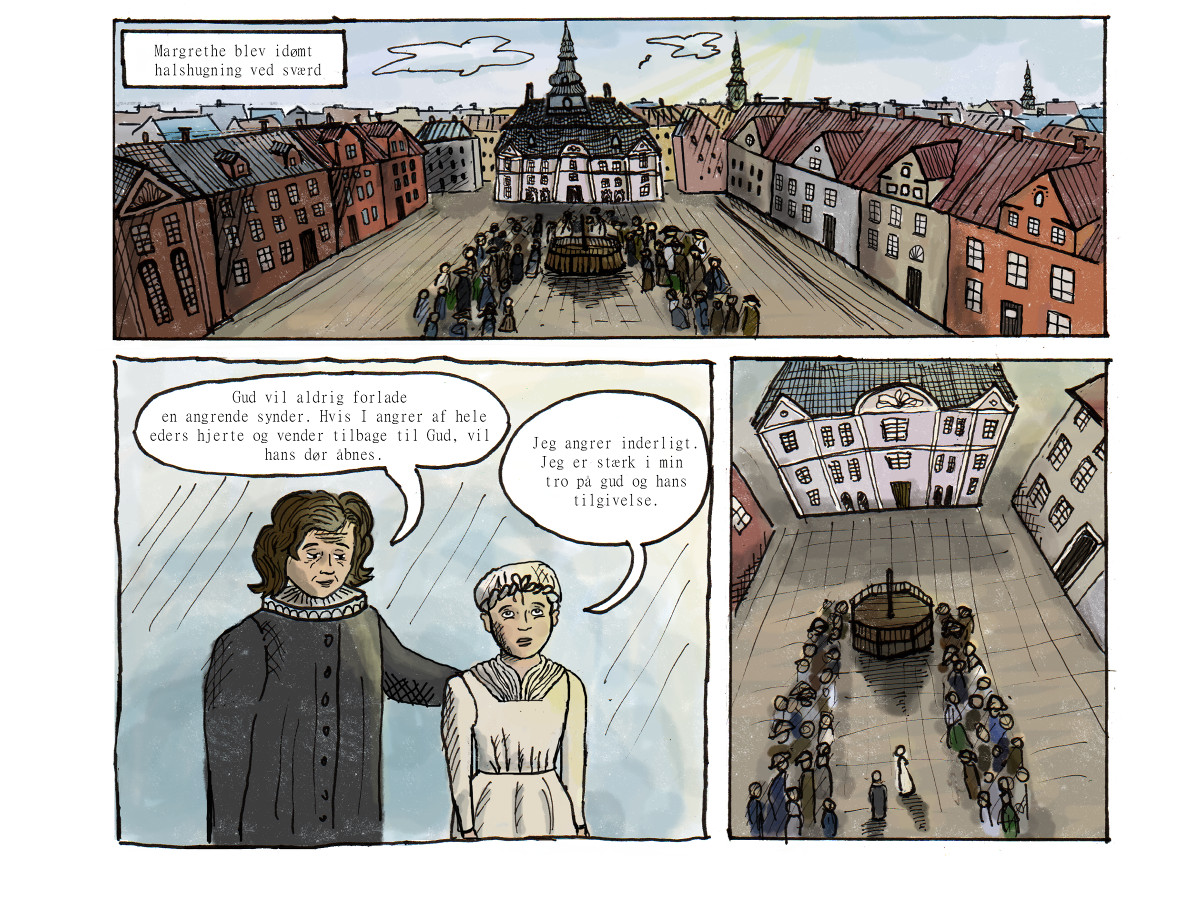 Margrethe blev idømt
halshugning ved sværd
Gud vil aldrig forlade
en angrende synder. Hvis I angrer af hele
eders hjerte og vender tilbage til Gud, vil
hans dør åbnes.
Jeg angrer inderligt.
Jeg er stærk i min
tro på gud og hans
tilgivelse.